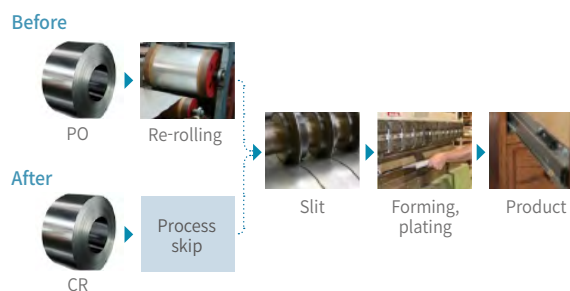 Before
PO
Re-rolling
After
CR
Process
skip
Slit
Forming,
plating
Product